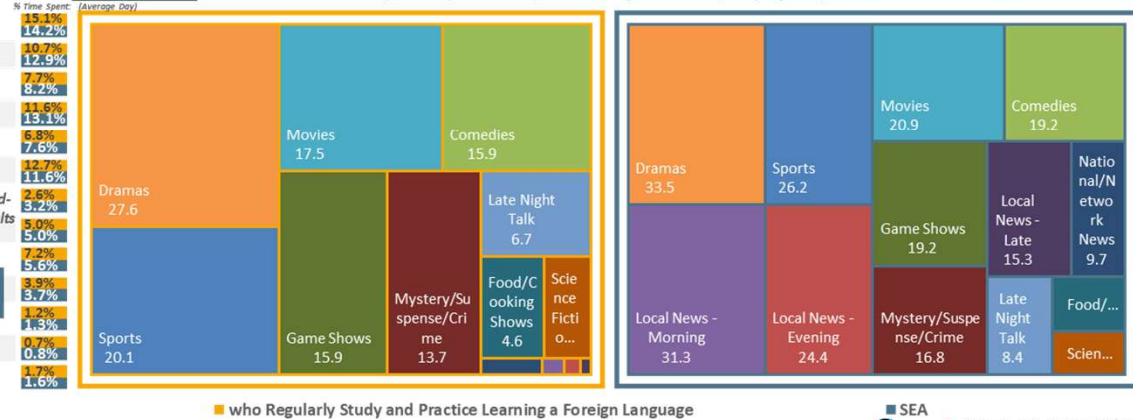 % Time Spent: (Average Day)
15.1%
14.2%
10.7%
12.9%
7.7%
8.2%
11.6%
13.1%
6.8%
7.6%
12.7%
11.6%
2.6%
3.2%
5.0%
5.0%
7.2%
5.6%
3.9%
3.7%
1.2%
1.3%
0.7%
0.8%
1.7%
1.6%
d-
lts
Dramas
27.6
Sports
20.1
Movies
17.5
Comedies
15.9
Game Shows
15.9
Mystery/Su
spense/Cri
me
13.7
Late Night
Talk
6.7
Food/C
ooking
Shows
4.6
Scie
nce
Ficti
o...
Dramas
33.5
Sports
26.2
Movies
20.9
Comedies
19.2
Local News -
Morning
31.3
Local News -
Evening
24.4
Game Shows
19.2
Mystery/Suspe
nse/Crime
16.8
Local
News -
Late
15.3
Natio
nal/N
etwo
rk
News
9.7
Late
Night
Talk
8.4
Food/...
Scien...
who Regularly Study and Practice Learning a Foreign Language
SEA